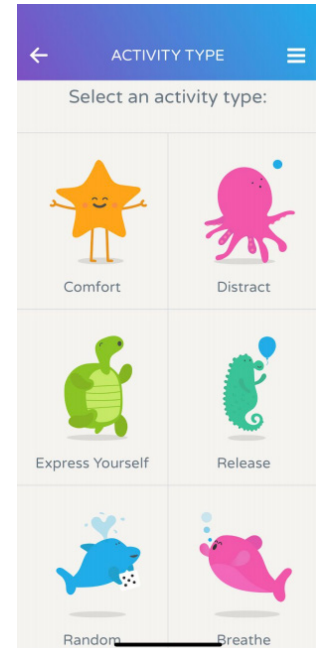 ACTIVITY TYPE
Select an activity type:
Comfort
Distract
Express Yourself
Release
Random
Breathe